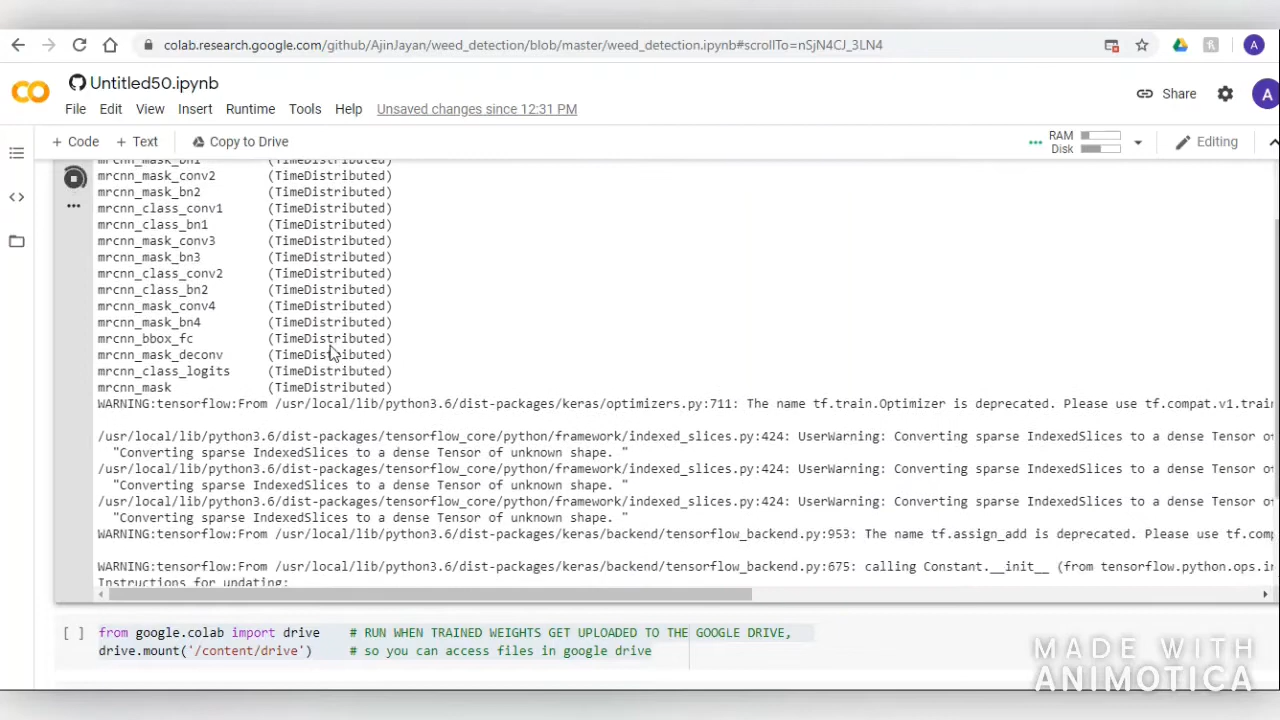 colab.research.google.com/github/AjinJayan/weed_detection/blob/master/weed_detection.ipynb#scrollTo=nSjN4CJ_3LN4
A
Untitled50.ipynb
File Edit View Insert Runtime Tools Help Unsaved changes since 12:31 PM
Share
A
+ Code + Text Copy to Drive
RAM
Disk
Editing
mrcnn_mask_bn1 (TimeDistributed)
mrcnn_mask_conv2 (TimeDistributed)
mrcnn_mask_bn2 (TimeDistributed)
mrcnn_class_conv1 (TimeDistributed)
mrcnn_class_bn1 (TimeDistributed)
mrcnn_mask_conv3 (TimeDistributed)
mrcnn_mask_bn3 (TimeDistributed)
mrcnn_class_conv2 (TimeDistributed)
mrcnn_class_bn2 (TimeDistributed)
mrcnn_mask_conv4 (TimeDistributed)
mrcnn_mask_bn4 (TimeDistributed)
mrcnn_bbox_fc (TimeDistributed)
mrcnn_mask_deconv (TimeDistributed)
mrcnn_class_logits (TimeDistributed)
mrcnn_mask (TimeDistributed)
WARNING:tensorflow:From /usr/local/lib/python3.6/dist-packages/keras/optimizers.py:711: The name tf.train.Optimizer is deprecated. Please use tf.compat.v1.trai
/usr/local/lib/python3.6/dist-packages/tensorflow_core/python/framework/indexed_slices.py:424: UserWarning: Converting sparse IndexedSlices to a dense Tensor o
"Converting sparse IndexedSlices to a dense Tensor of unknown shape. "
/usr/local/lib/python3.6/dist-packages/tensorflow_core/python/framework/indexed_slices.py:424: UserWarning: Converting sparse IndexedSlices to a dense Tensor o
"Converting sparse IndexedSlices to a dense Tensor of unknown shape. "
/usr/local/lib/python3.6/dist-packages/tensorflow_core/python/framework/indexed_slices.py:424: UserWarning: Converting sparse IndexedSlices to a dense Tensor o
"Converting sparse IndexedSlices to a dense Tensor of unknown shape. "
WARNING:tensorflow:From /usr/local/lib/python3.6/dist-packages/keras/backend/tensorflow_backend.py:953: The name tf.assign_add is deprecated. Please use tf.com
WARNING:tensorflow:From /usr/local/lib/python3.6/dist-packages/keras/backend/tensorflow_backend.py:675: calling Constant.__init__ (from tensorflow.python.ops.i
Instructions for updating:
[ ] from google.colab import drive # RUN WHEN TRAINED WEIGHTS GET UPLOADED TO THE GOOGLE DRIVE,
drive.mount('/content/drive') # so you can access files in google drive
MADE WITH
ANIMOTICA